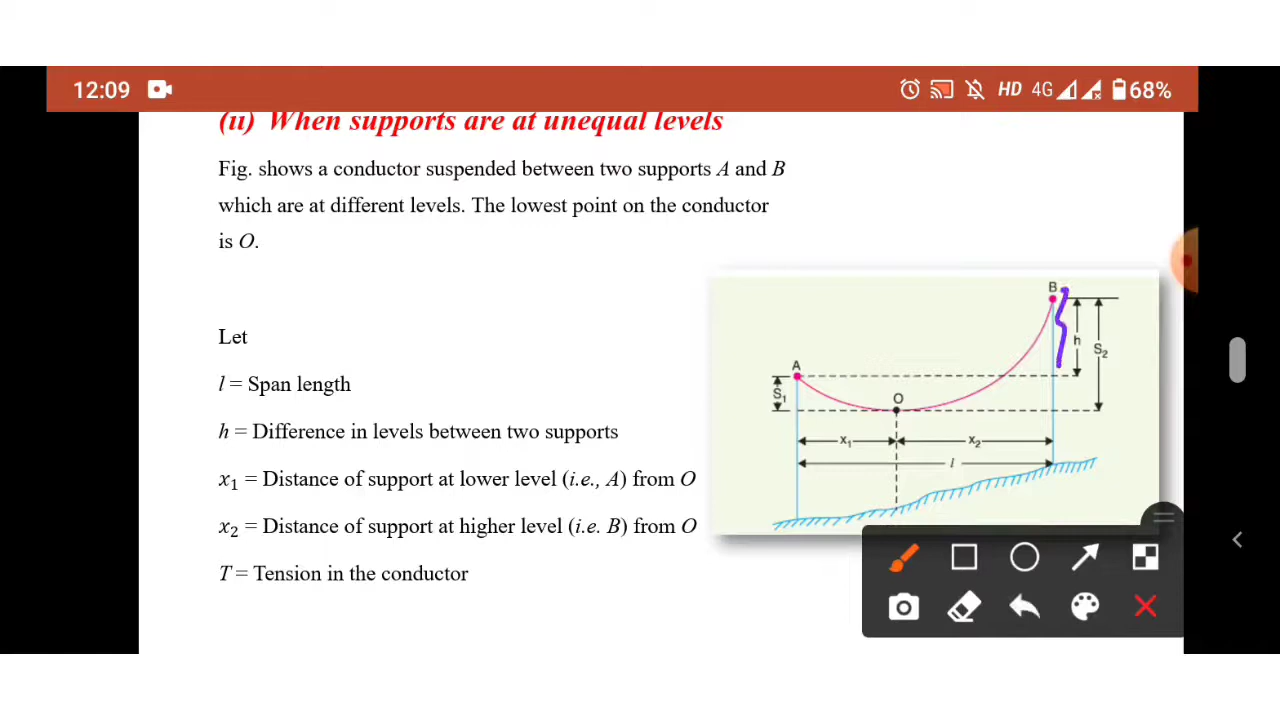 12:09
HD 4G 68%
(ii) When supports are at unequal levels
Fig. shows a conductor suspended between two supports A and B
which are at different levels. The lowest point on the conductor
is O.
Let
l = Span length
h = Difference in levels between two supports
x₁ = Distance of support at lower level (i.e., A) from O
x₂ = Distance of support at higher level (i.e. B) from O
T = Tension in the conductor
B
h
S₂
A
S₁
O
x₁
x₂
l